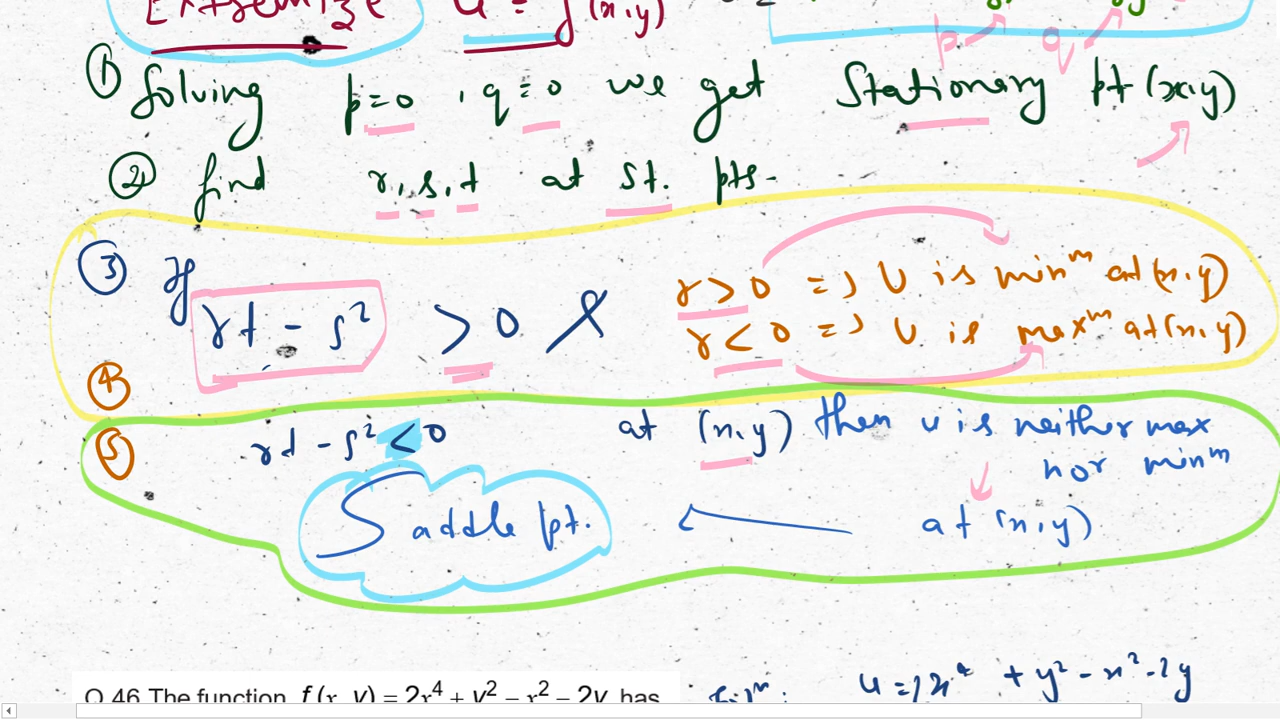 Extremize u = f(x,y)
p q
① Solving p=0 , q=0 we get Stationary pt (x,y)
② find r,s,t at st. pts.
③ If rt - s² > 0 & r > 0 => U is minᵐ at (x,y)
r < 0 => U is maxᵐ at (x,y)
④
⑤ rt - s² < 0 at (x,y) then u is neither max
nor minᵐ
Saddle pt. at (x,y)
Q.46 The function f(x, y) = 2x⁴ + y² − x² − 2y has
u = 2x⁴ + y² - x² - 2y